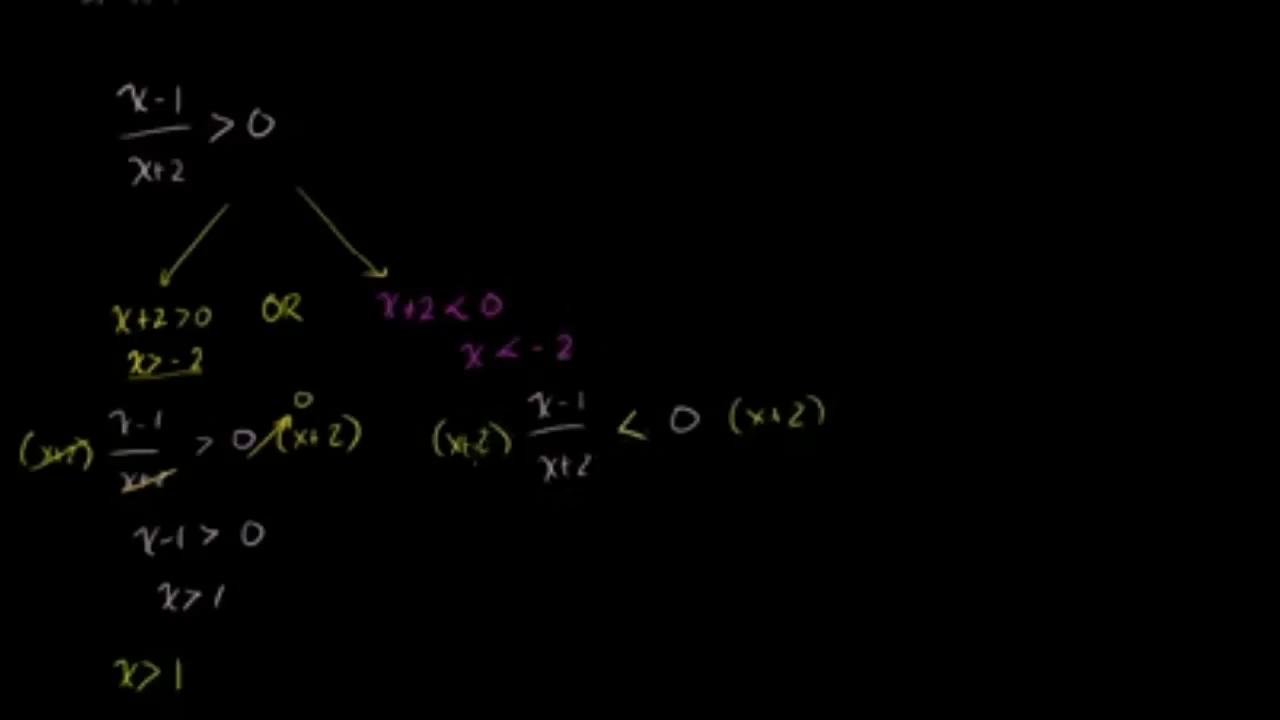 x-1
―― > 0
x+2
x+2>0 OR x+2 < 0
x>-2 x < -2
(x+2) x-1/x+2 > 0 (x+2) 0 (x+2) x-1/x+2 < 0 (x+2)
x-1 > 0
x>1
x>1